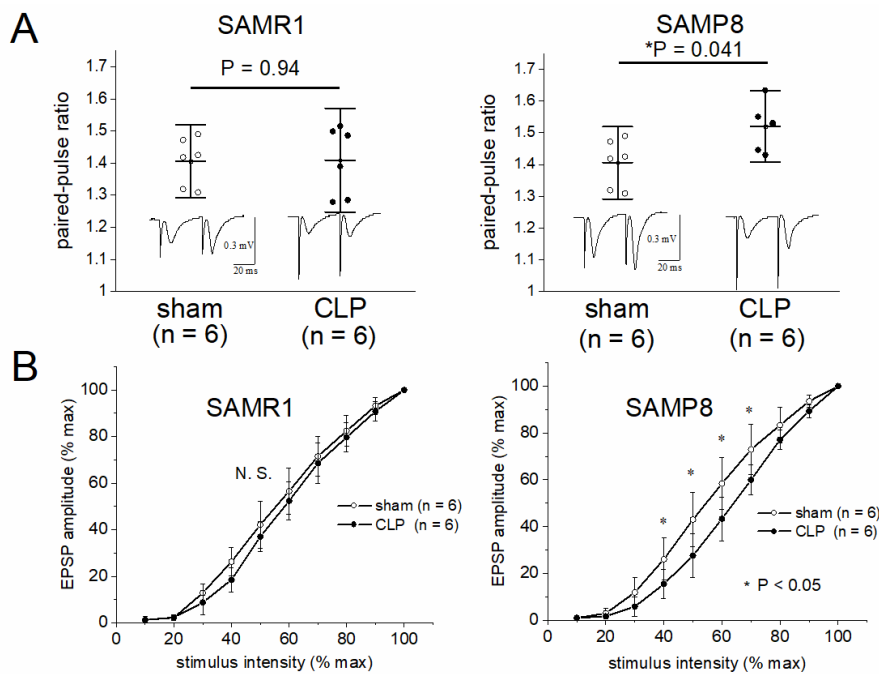 A
SAMR1
P = 0.94
paired-pulse ratio
1.7
1.6
1.5
1.4
1.3
1.2
1.1
1
0.3 mV
20 ms
sham
(n = 6)
CLP
(n = 6)
SAMP8
*P = 0.041
paired-pulse ratio
1.7
1.6
1.5
1.4
1.3
1.2
1.1
1
0.3 mV
20 ms
sham
(n = 6)
CLP
(n = 6)
B
SAMR1
N. S.
EPSP amplitude (% max)
100
80
60
40
20
0
sham (n = 6)
CLP (n = 6)
0 20 40 60 80 100
stimulus intensity (% max)
SAMP8
* * * *
EPSP amplitude (% max)
100
80
60
40
20
0
sham (n = 6)
CLP (n = 6)
* P < 0.05
0 20 40 60 80 100
stimulus intensity (% max)